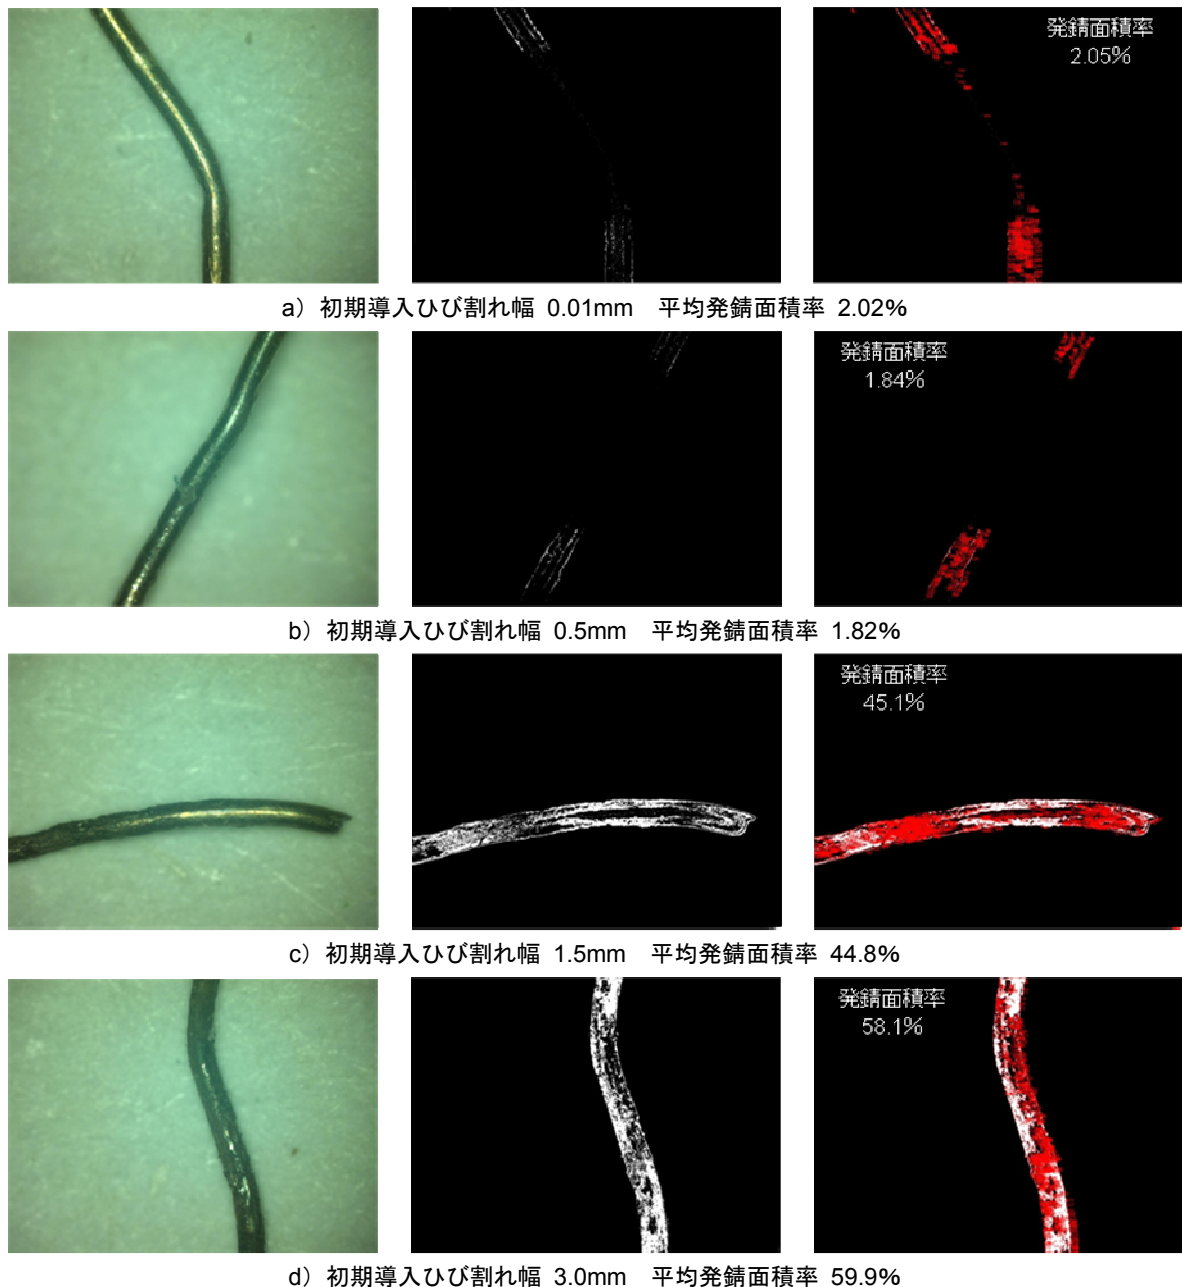 発錆面積率
2.05%
a) 初期導入ひび割れ幅 0.01mm 平均発錆面積率 2.02%
発錆面積率
1.84%
b) 初期導入ひび割れ幅 0.5mm 平均発錆面積率 1.82%
発錆面積率
45.1%
c) 初期導入ひび割れ幅 1.5mm 平均発錆面積率 44.8%
発錆面積率
58.1%
d) 初期導入ひび割れ幅 3.0mm 平均発錆面積率 59.9%